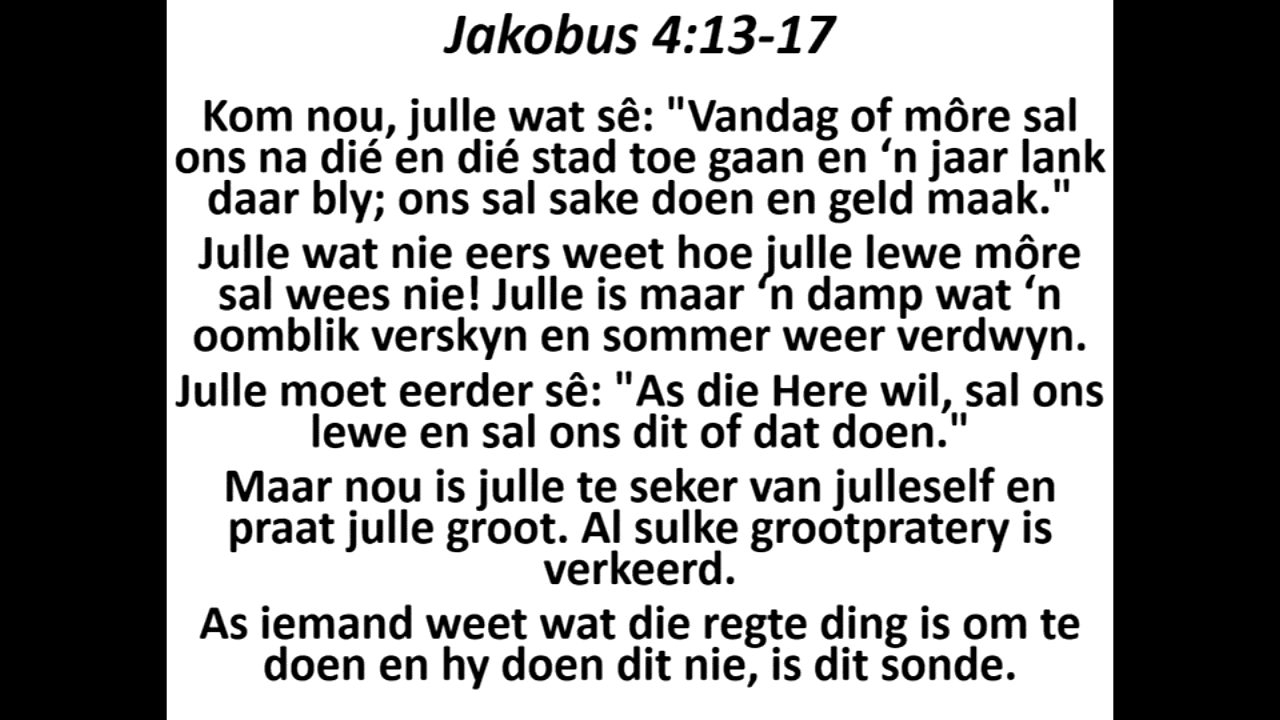 Jakobus 4:13-17
Kom nou, julle wat sê: "Vandag of môre sal
ons na dié en dié stad toe gaan en ‘n jaar lank
daar bly; ons sal sake doen en geld maak."
Julle wat nie eers weet hoe julle lewe môre
sal wees nie! Julle is maar ‘n damp wat ‘n
oomblik verskyn en sommer weer verdwyn.
Julle moet eerder sê: "As die Here wil, sal ons
lewe en sal ons dit of dat doen."
Maar nou is julle te seker van julleself en
praat julle groot. Al sulke grootpratery is
verkeerd.
As iemand weet wat die regte ding is om te
doen en hy doen dit nie, is dit sonde.